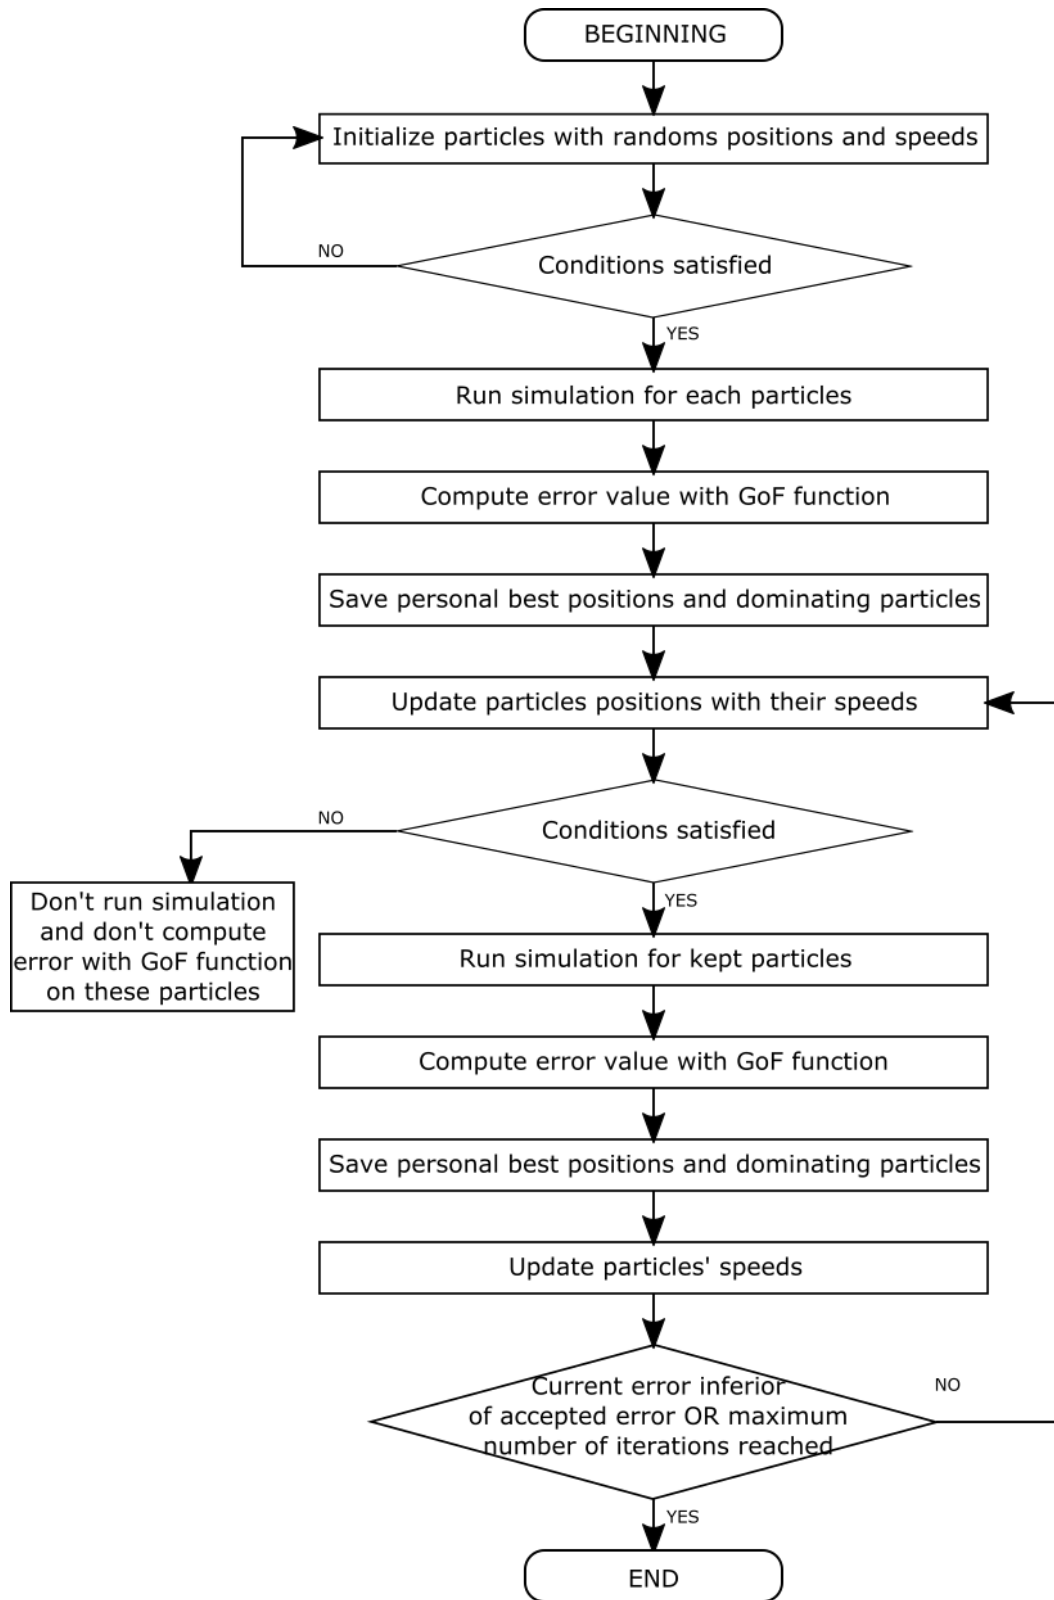 BEGINNING
Initialize particles with randoms positions and speeds
NO
Conditions satisfied
YES
Run simulation for each particles
Compute error value with GoF function
Save personal best positions and dominating particles
Update particles positions with their speeds
NO
Conditions satisfied
YES
Don't run simulation
and don't compute
error with GoF function
on these particles
Run simulation for kept particles
Compute error value with GoF function
Save personal best positions and dominating particles
Update particles' speeds
Current error inferior
of accepted error OR maximum
number of iterations reached
NO
YES
END